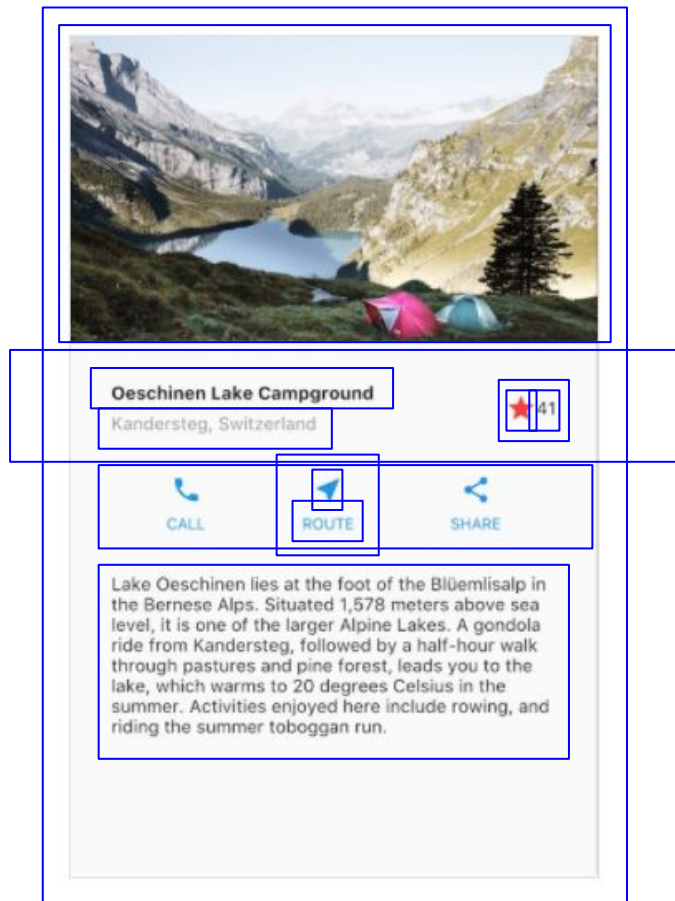 Oeschinen Lake Campground
Kandersteg, Switzerland
41
CALL
ROUTE
SHARE
Lake Oeschinen lies at the foot of the Blüemlisalp in
the Bernese Alps. Situated 1,578 meters above sea
level, it is one of the larger Alpine Lakes. A gondola
ride from Kandersteg, followed by a half-hour walk
through pastures and pine forest, leads you to the
lake, which warms to 20 degrees Celsius in the
summer. Activities enjoyed here include rowing, and
riding the summer toboggan run.